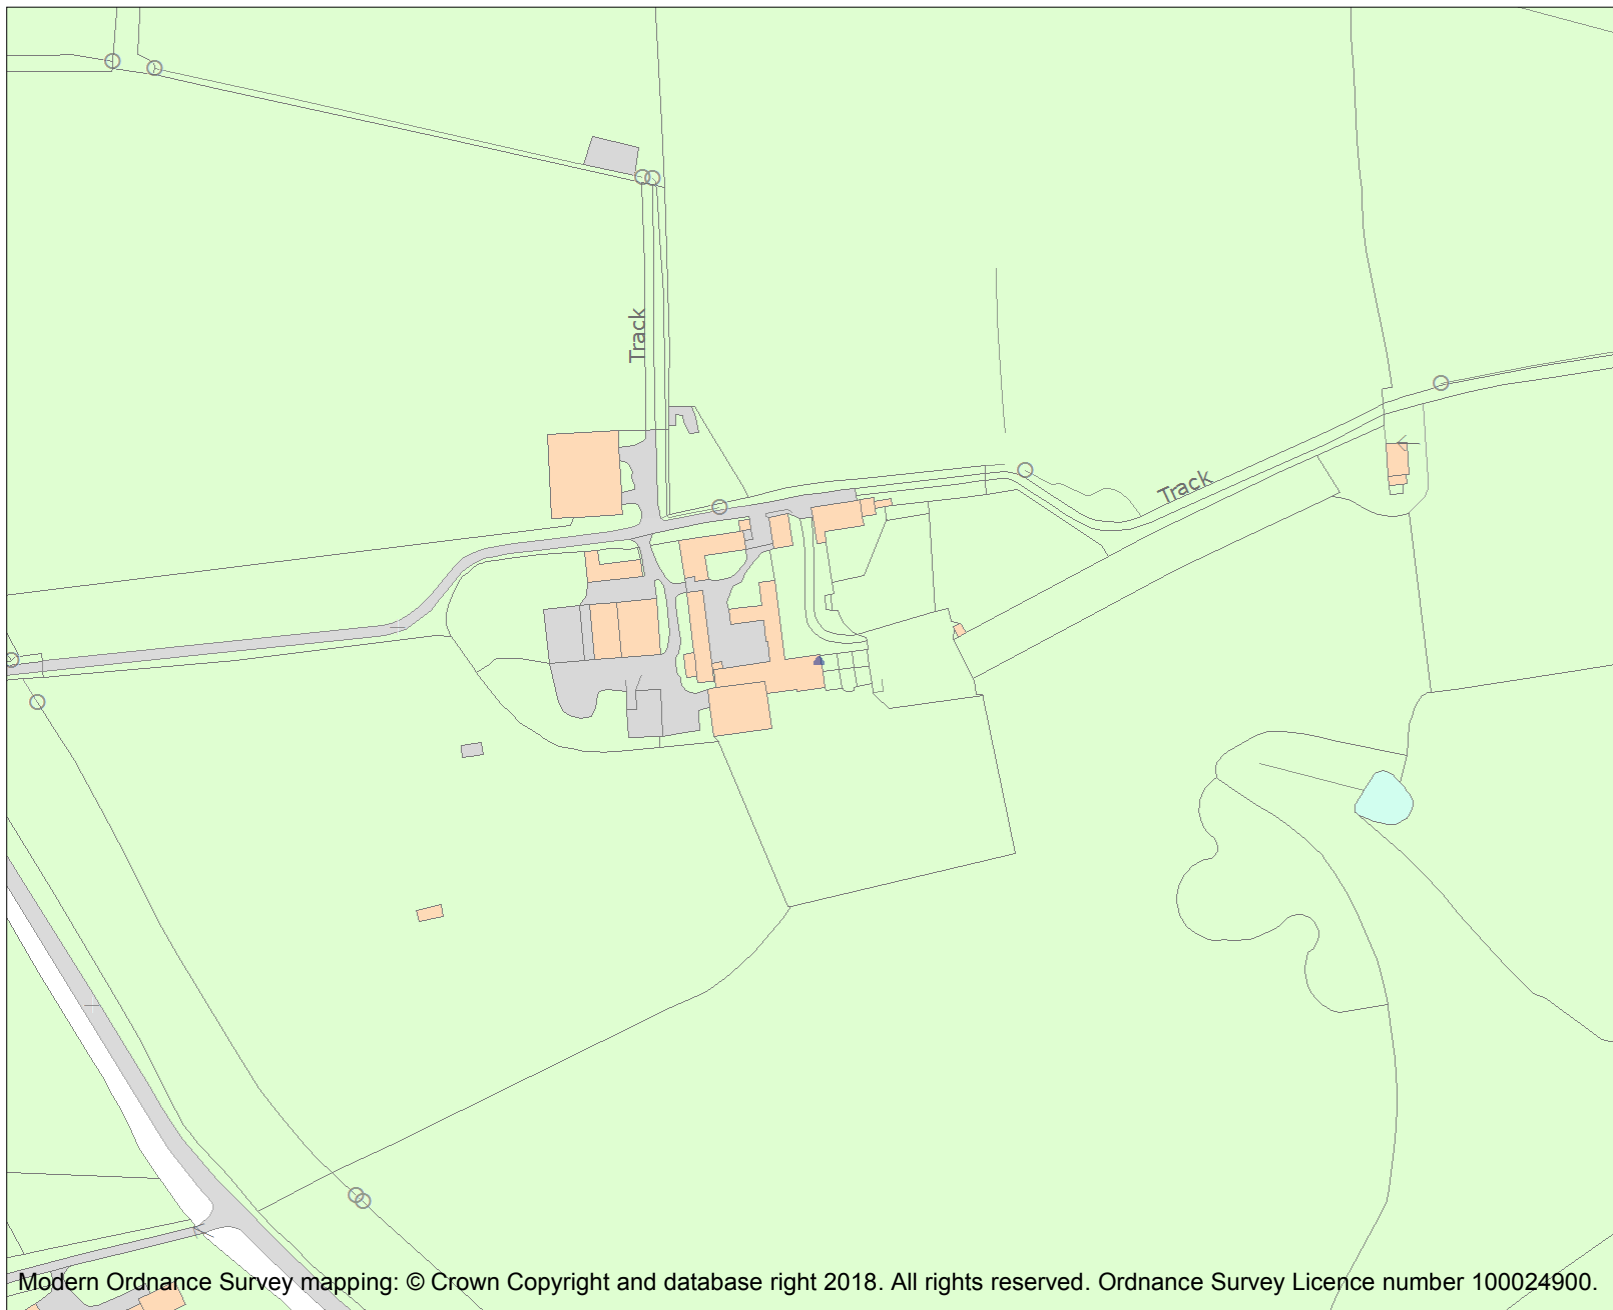 Track
Track
Modern Ordnance Survey mapping: © Crown Copyright and database right 2018. All rights reserved. Ordnance Survey Licence number 100024900.